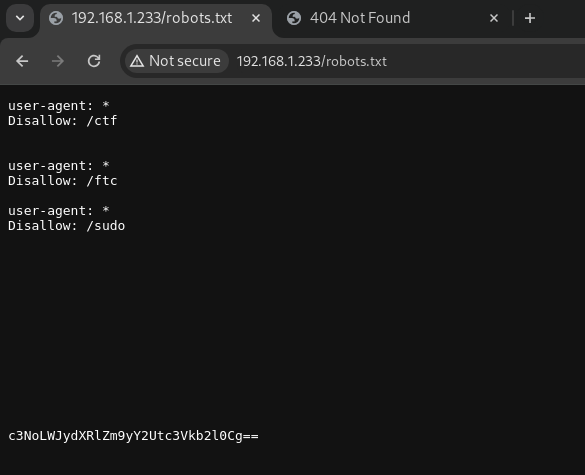 192.168.1.233/robots.txt
404 Not Found
Not secure
192.168.1.233/robots.txt
user-agent: *
Disallow: /ctf
user-agent: *
Disallow: /ftc
user-agent: *
Disallow: /sudo
c3NoLWJydXRlZm9yY2Utc3Vkb2l0Cg==